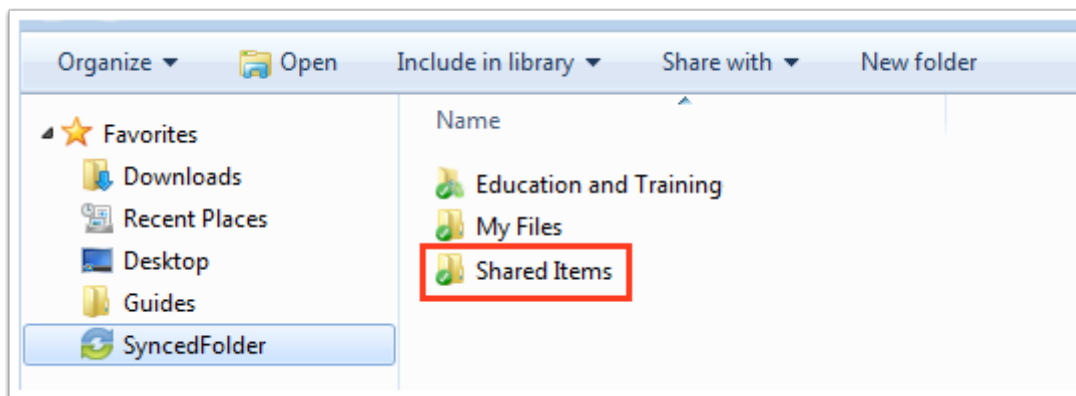 Organize Open Include in library Share with New folder
Favorites
Downloads
Recent Places
Desktop
Guides
SyncedFolder
Name
Education and Training
My Files
Shared Items